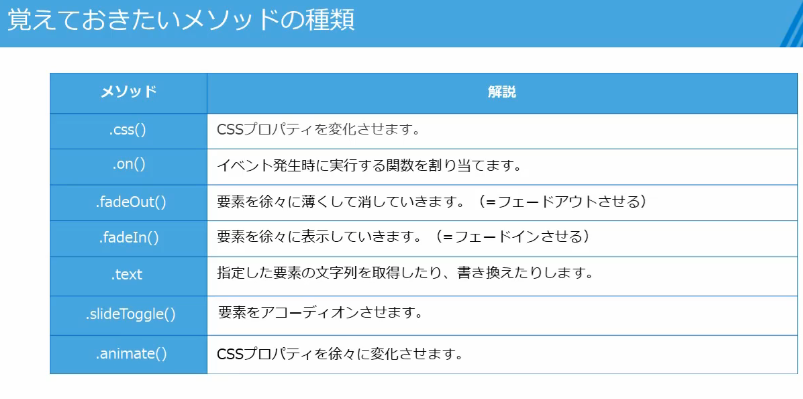 覚えておきたいメソッドの種類
メソッド 解説
.css() CSSプロパティを変化させます。
.on() イベント発生時に実行する関数を割り当てます。
.fadeOut() 要素を徐々に薄くして消していきます。（=フェードアウトさせる）
.fadeIn() 要素を徐々に表示していきます。（=フェードインさせる）
.text 指定した要素の文字列を取得したり、書き換えたりします。
.slideToggle() 要素をアコーディオンさせます。
.animate() CSSプロパティを徐々に変化させます。